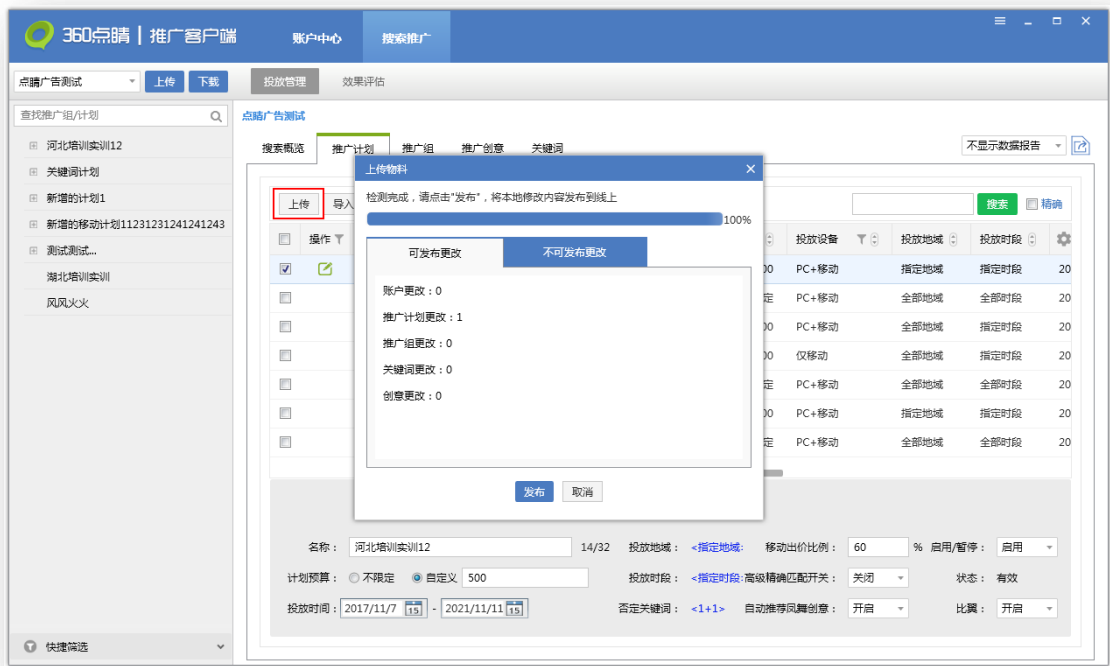 360点睛 | 推广客户端
账户中心
搜索推广
点睛广告测试
上传
下载
投放管理
效果评估
查找推广组/计划
点睛广告测试
河北培训实训12
关键词计划
新增的计划1
新增的移动计划11231231241241243
测试测试...
湖北培训实训
风风火火
快捷筛选
搜索概览
推广计划
推广组
推广创意
关键词
不显示数据报告
上传
导入
搜索
精确
操作
投放设备
投放地域
投放时段
00 PC+移动 指定地域 指定时段 20
定 PC+移动 全部地域 全部时段 20
00 PC+移动 全部地域 指定时段 20
00 仅移动 全部地域 指定时段 20
定 PC+移动 全部地域 全部时段 20
00 PC+移动 指定地域 指定时段 20
定 PC+移动 全部地域 全部时段 20
上传物料
检测完成，请点击"发布"，将本地修改内容发布到线上
100%
可发布更改
不可发布更改
账户更改：0
推广计划更改：1
推广组更改：0
关键词更改：0
创意更改：0
发布
取消
名称： 河北培训实训12 14/32 投放地域： <指定地域: 移动出价比例： 60 % 启用/暂停： 启用
计划预算： 不限定 自定义 500 投放时段： <指定时段: 高级精确匹配开关： 关闭 状态： 有效
投放时间： 2017/11/7 15 - 2021/11/11 15 否定关键词： <1+1> 自动推荐凤舞创意： 开启 比翼： 开启